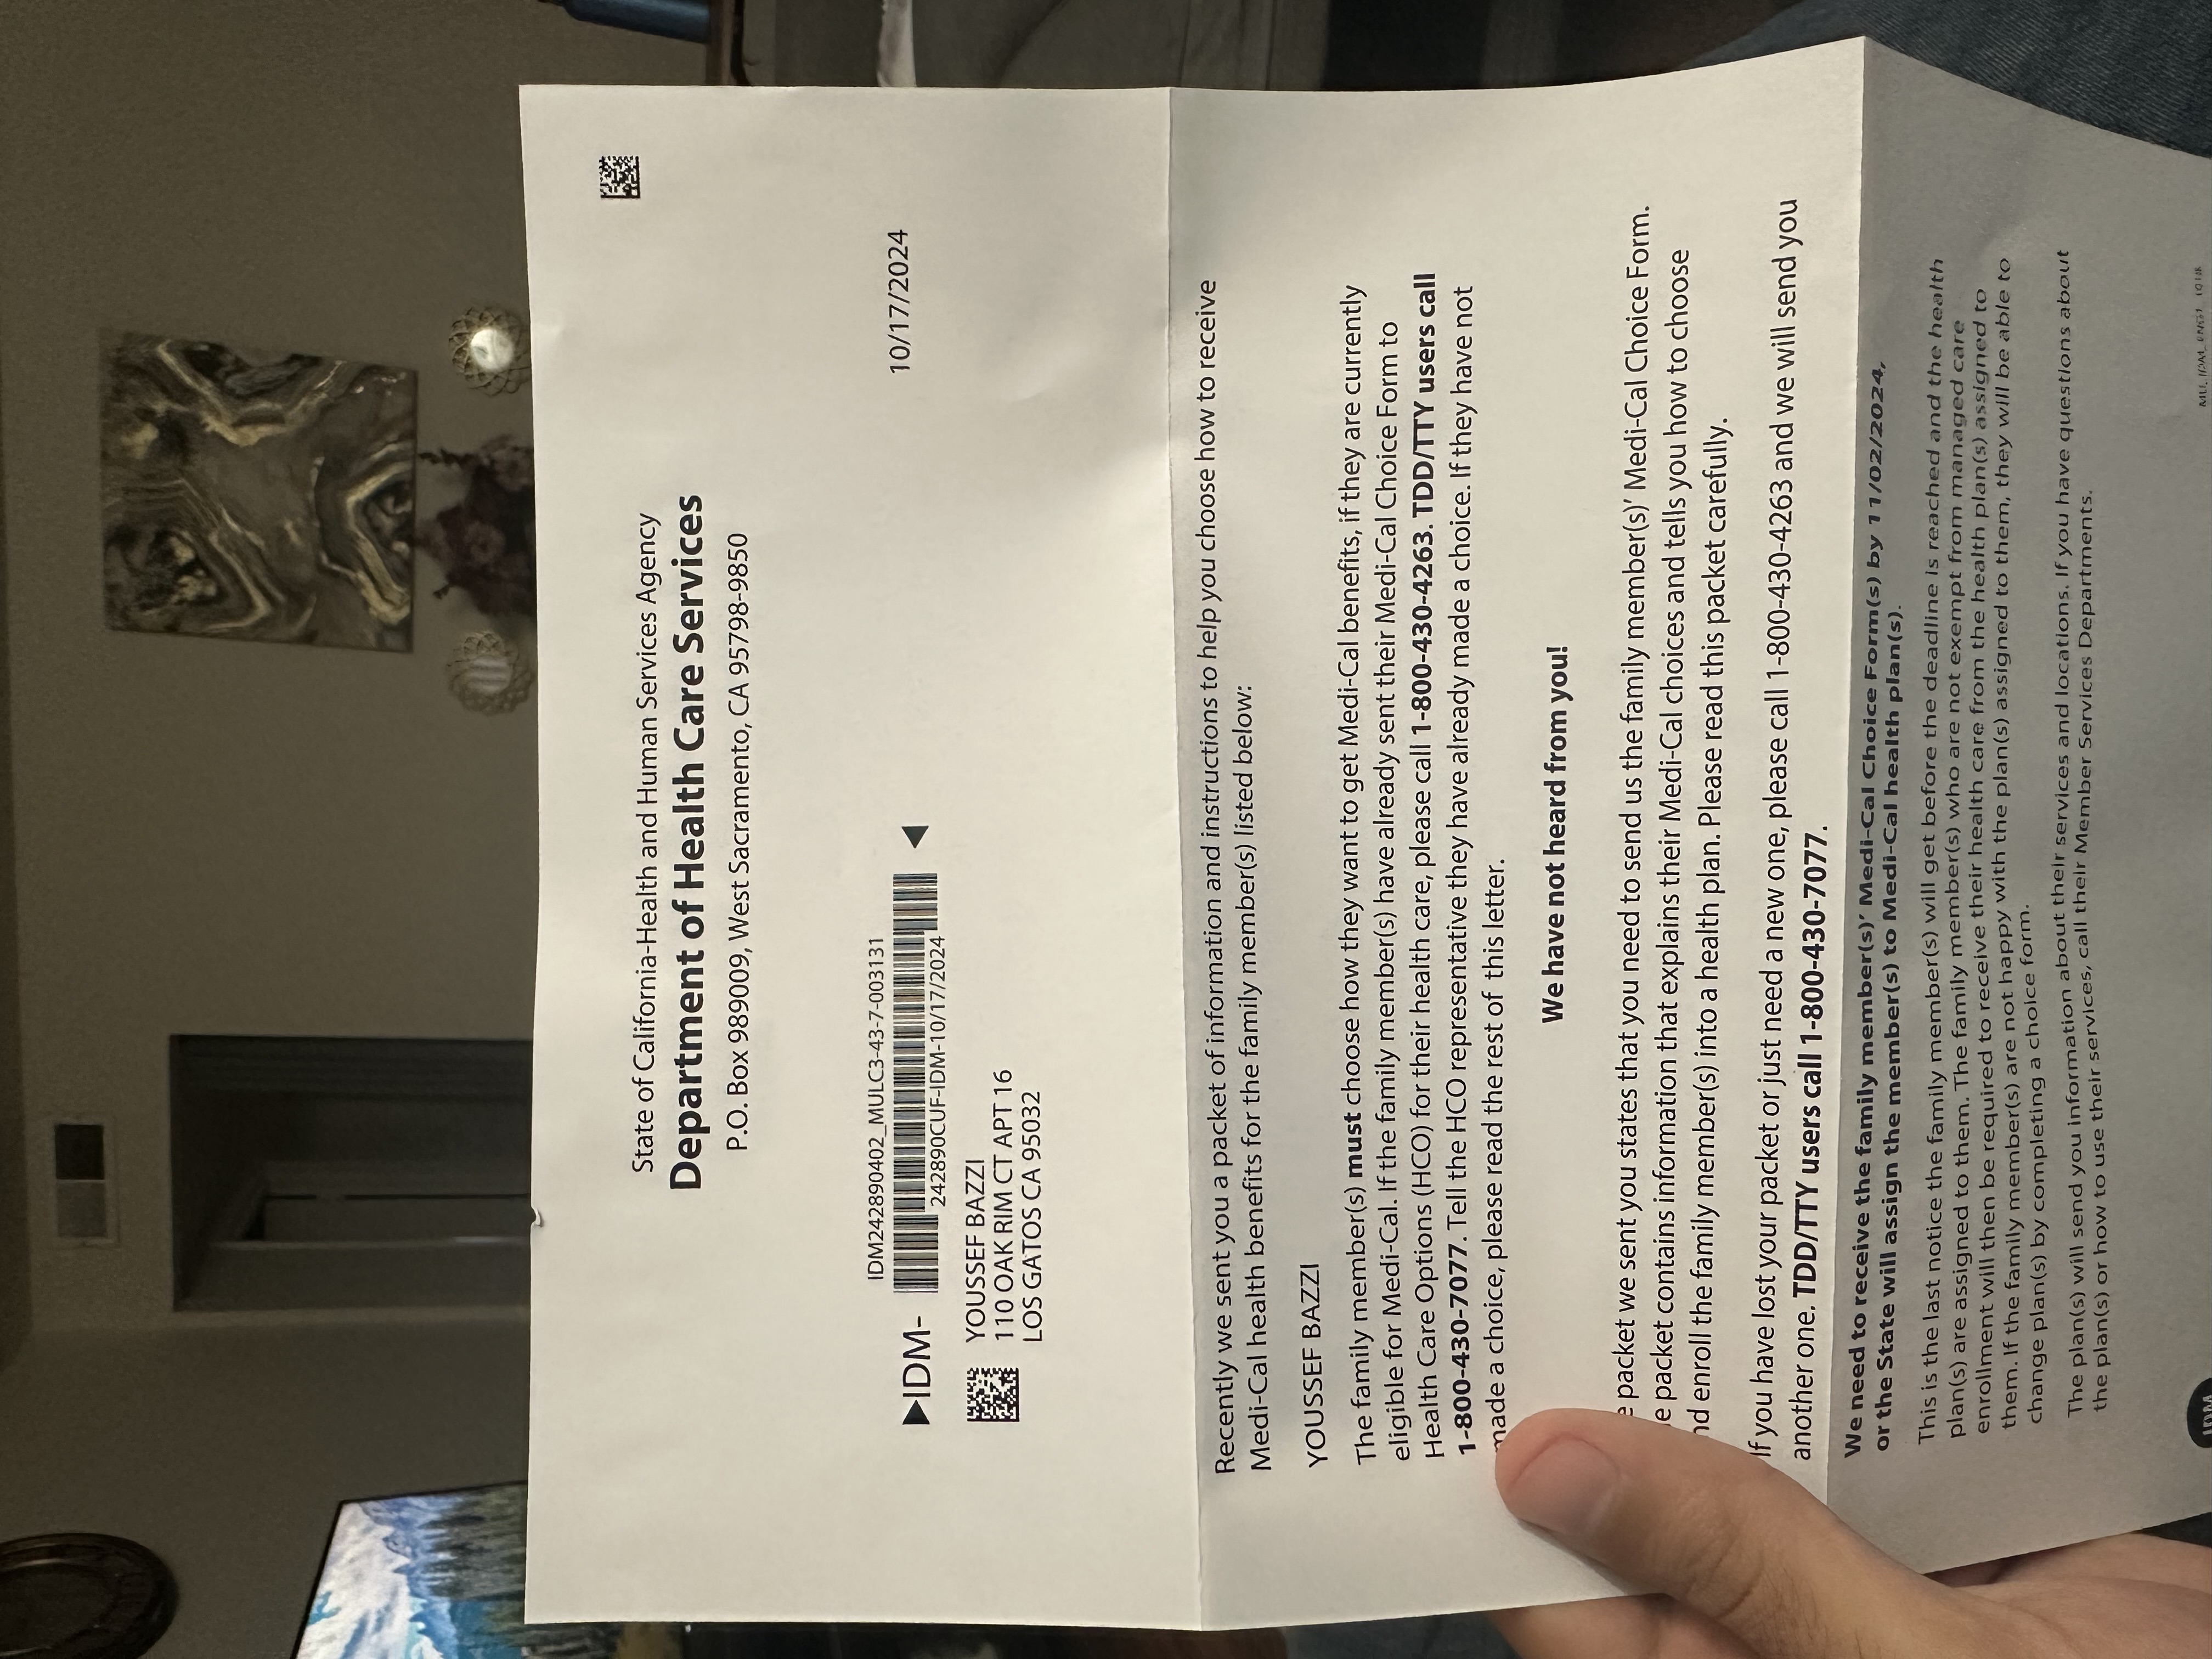 State of California-Health and Human Services Agency
Department of Health Care Services
P.O. Box 989009, West Sacramento, CA 95798-9850
IDM242890402_MULC3-43-7-003131
▶IDM-
242890CUF-IDM-10/17/2024
◀
10/17/2024
YOUSSEF BAZZI
110 OAK RIM CT APT 16
LOS GATOS CA 95032
Recently we sent you a packet of information and instructions to help you choose how to receive
Medi-Cal health benefits for the family member(s) listed below:
YOUSSEF BAZZI
The family member(s) must choose how they want to get Medi-Cal benefits, if they are currently
eligible for Medi-Cal. If the family member(s) have already sent their Medi-Cal Choice Form to
Health Care Options (HCO) for their health care, please call 1-800-430-4263. TDD/TTY users call
1-800-430-7077. Tell the HCO representative they have already made a choice. If they have not
made a choice, please read the rest of this letter.
We have not heard from you!
packet we sent you states that you need to send us the family member(s)' Medi-Cal Choice Form.
packet contains information that explains their Medi-Cal choices and tells you how to choose
enroll the family member(s) into a health plan. Please read this packet carefully.
If you have lost your packet or just need a new one, please call 1-800-430-4263 and we will send you
another one. TDD/TTY users call 1-800-430-7077.
We need to receive the family member(s)' Medi-Cal Choice Form(s) by 11/02/2024,
or the State will assign the member(s) to Medi-Cal health plan(s).
This is the last notice the family member(s) will get before the deadline is reached and the health
plan(s) are assigned to them. The family member(s) who are not exempt from managed care
enrollment will then be required to receive their health care from the health plan(s) assigned to
them. If the family member(s) are not happy with the plan(s) assigned to them, they will be able to
change plan(s) by completing a choice form.
The plan(s) will send you information about their services and locations. If you have questions about
the plan(s) or how to use their services, call their Member Services Departments.
IDM